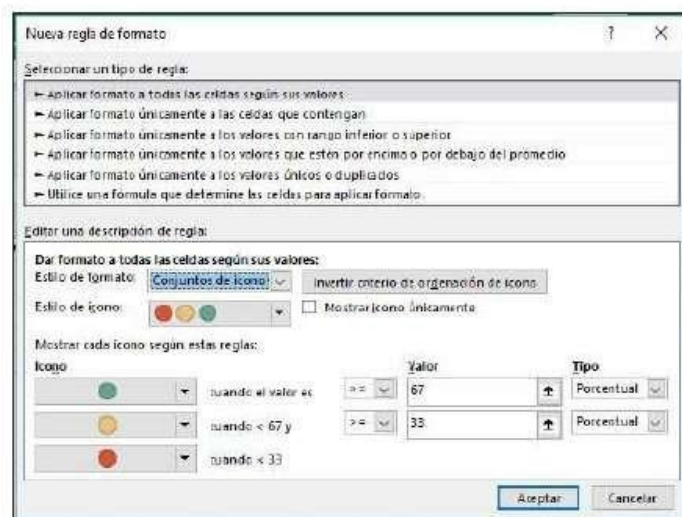 Nueva regla de formato ? X
Seleccionar un tipo de regla:
► Aplicar formato a todas las celdas según sus valores
► Aplicar formato únicamente a las celdas que contengan
► Aplicar formato únicamente a los valores con rango inferior o superior
► Aplicar formato únicamente a los valores que estén por encima o por debajo del promedio
► Aplicar formato únicamente a los valores únicos o duplicados
► Utilice una fórmula que determine las celdas para aplicar formato.
Editar una descripción de regla:
Dar formato a todas las celdas según sus valores:
Estilo de formato: Conjuntos de icono Invertir criterio de ordenación de icono
Estilo de icono: Mostrar icono únicamente
Mostrar cada icono según estas reglas:
Icono Valor Tipo
cuando el valor es >= 67 Porcentual
cuando < 67 y >= 33 Porcentual
cuando < 33
Aceptar Cancelar